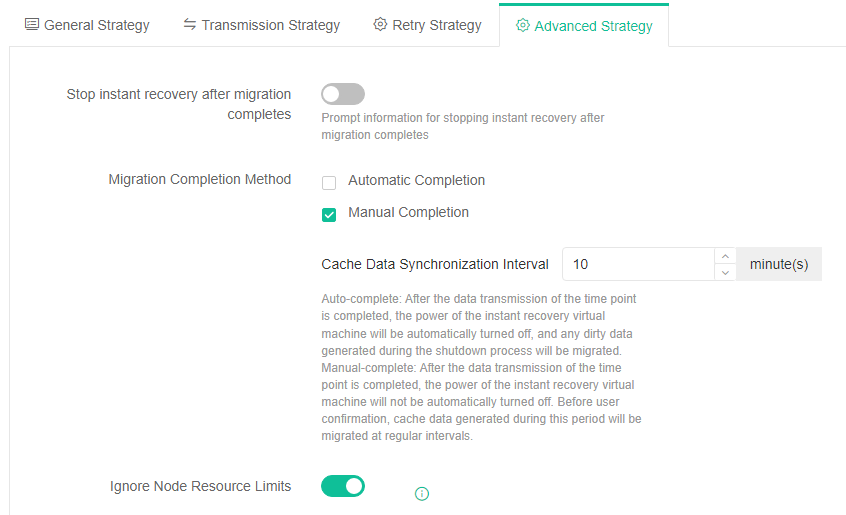 General Strategy
Transmission Strategy
Retry Strategy
Advanced Strategy
Stop instant recovery after migration
completes
Prompt information for stopping instant recovery after
migration completes
Migration Completion Method
Automatic Completion
Manual Completion
Cache Data Synchronization Interval
10
minute(s)
Auto-complete: After the data transmission of the time point
is completed, the power of the instant recovery virtual
machine will be automatically turned off, and any dirty data
generated during the shutdown process will be migrated.
Manual-complete: After the data transmission of the time
point is completed, the power of the instant recovery virtual
machine will not be automatically turned off. Before user
confirmation, cache data generated during this period will be
migrated at regular intervals.
Ignore Node Resource Limits